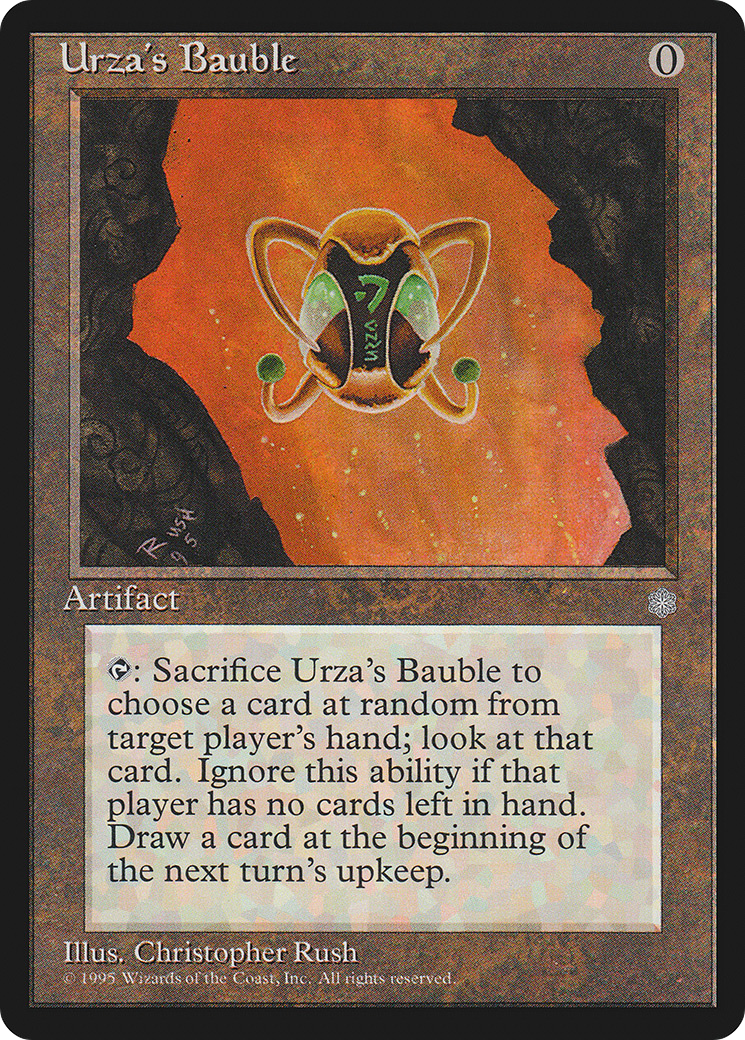 Urza's Bauble 0
URZA
RUSH
95
Artifact
: Sacrifice Urza's Bauble to
choose a card at random from
target player's hand; look at that
card. Ignore this ability if that
player has no cards left in hand.
Draw a card at the beginning of
the next turn's upkeep.
Illus. Christopher Rush
© 1995 Wizards of the Coast, Inc. All rights reserved.